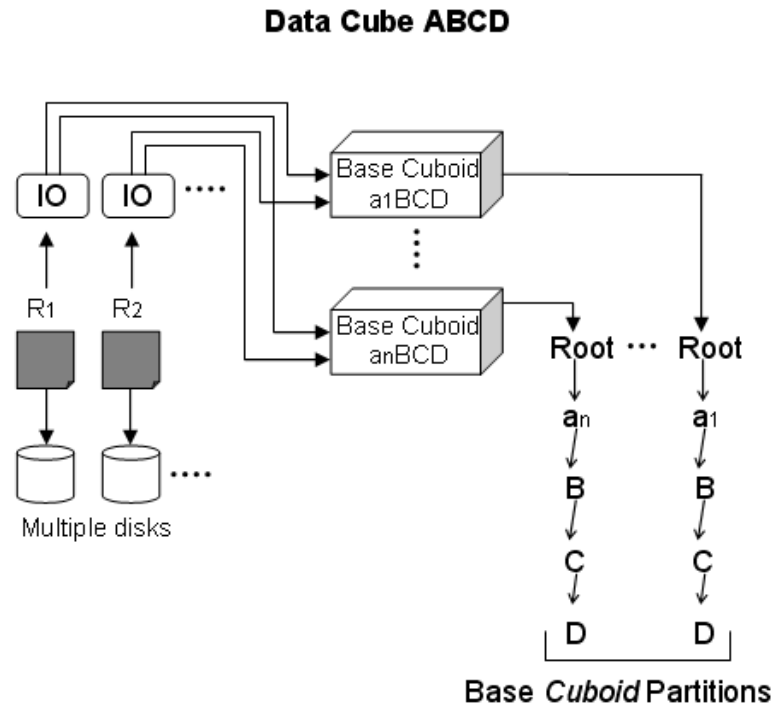 Data Cube ABCD
IO
IO
....
Base Cuboid
a1BCD
R1
R2
Base Cuboid
anBCD
Root ... Root
an
a1
B
B
C
C
D
D
....
Multiple disks
Base Cuboid Partitions